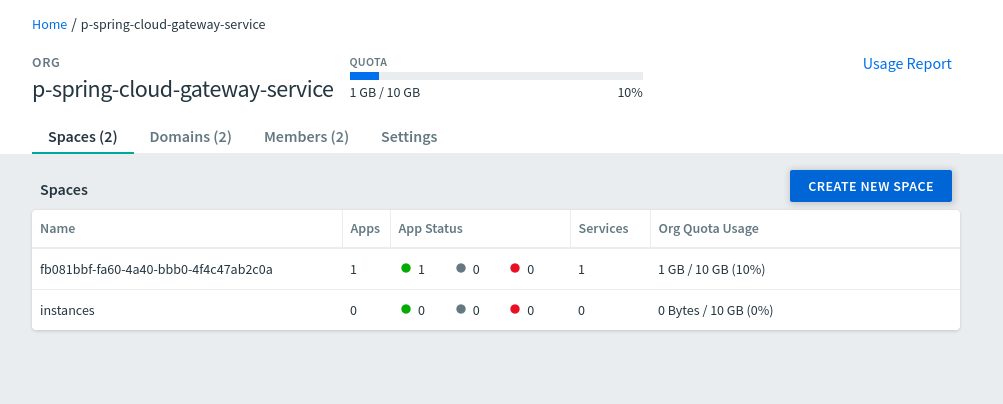 Home / p-spring-cloud-gateway-service
ORG
p-spring-cloud-gateway-service
QUOTA
1 GB / 10 GB 10%
Usage Report
Spaces (2) Domains (2) Members (2) Settings
Spaces
CREATE NEW SPACE
Name Apps App Status Services Org Quota Usage
fb081bbf-fa60-4a40-bbb0-4f4c47ab2c0a 1 1 0 0 1 1 GB / 10 GB (10%)
instances 0 0 0 0 0 0 Bytes / 10 GB (0%)